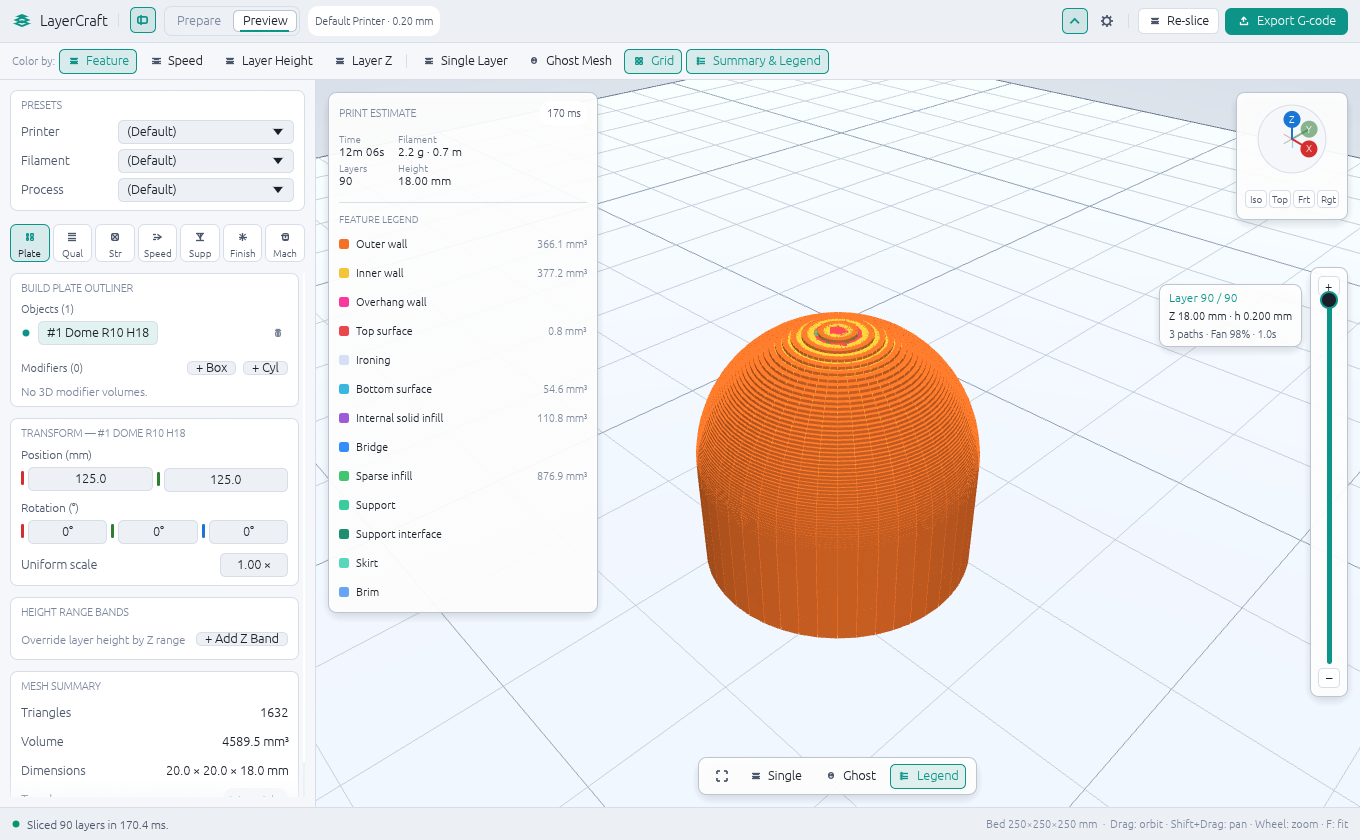 LayerCraft
Prepare
Preview
Default Printer · 0.20 mm
Re-slice
Export G-code
Color by:
Feature
Speed
Layer Height
Layer Z
Single Layer
Ghost Mesh
Grid
Summary & Legend
PRESETS
Printer
(Default)
Filament
(Default)
Process
(Default)
Plate
Qual
Str
Speed
Supp
Finish
Mach
BUILD PLATE OUTLINER
Objects (1)
#1 Dome R10 H18
Modifiers (0)
+ Box
+ Cyl
No 3D modifier volumes.
TRANSFORM — #1 DOME R10 H18
Position (mm)
125.0
125.0
Rotation (°)
0°
0°
0°
Uniform scale
1.00 ×
HEIGHT RANGE BANDS
Override layer height by Z range
+ Add Z Band
MESH SUMMARY
Triangles
1632
Volume
4589.5 mm³
Dimensions
20.0 × 20.0 × 18.0 mm
PRINT ESTIMATE
170 ms
Time
Filament
12m 06s
2.2 g · 0.7 m
Layers
Height
90
18.00 mm
FEATURE LEGEND
Outer wall
366.1 mm³
Inner wall
377.2 mm³
Overhang wall
Top surface
0.8 mm³
Ironing
Bottom surface
54.6 mm³
Internal solid infill
110.8 mm³
Bridge
Sparse infill
876.9 mm³
Support
Support interface
Skirt
Brim
Z
Y
X
Iso
Top
Frt
Rgt
+
Layer 90 / 90
Z 18.00 mm · h 0.200 mm
3 paths · Fan 98% · 1.0s
−
Single
Ghost
Legend
Sliced 90 layers in 170.4 ms.
Bed 250×250×250 mm · Drag: orbit · Shift+Drag: pan · Wheel: zoom · F: fit